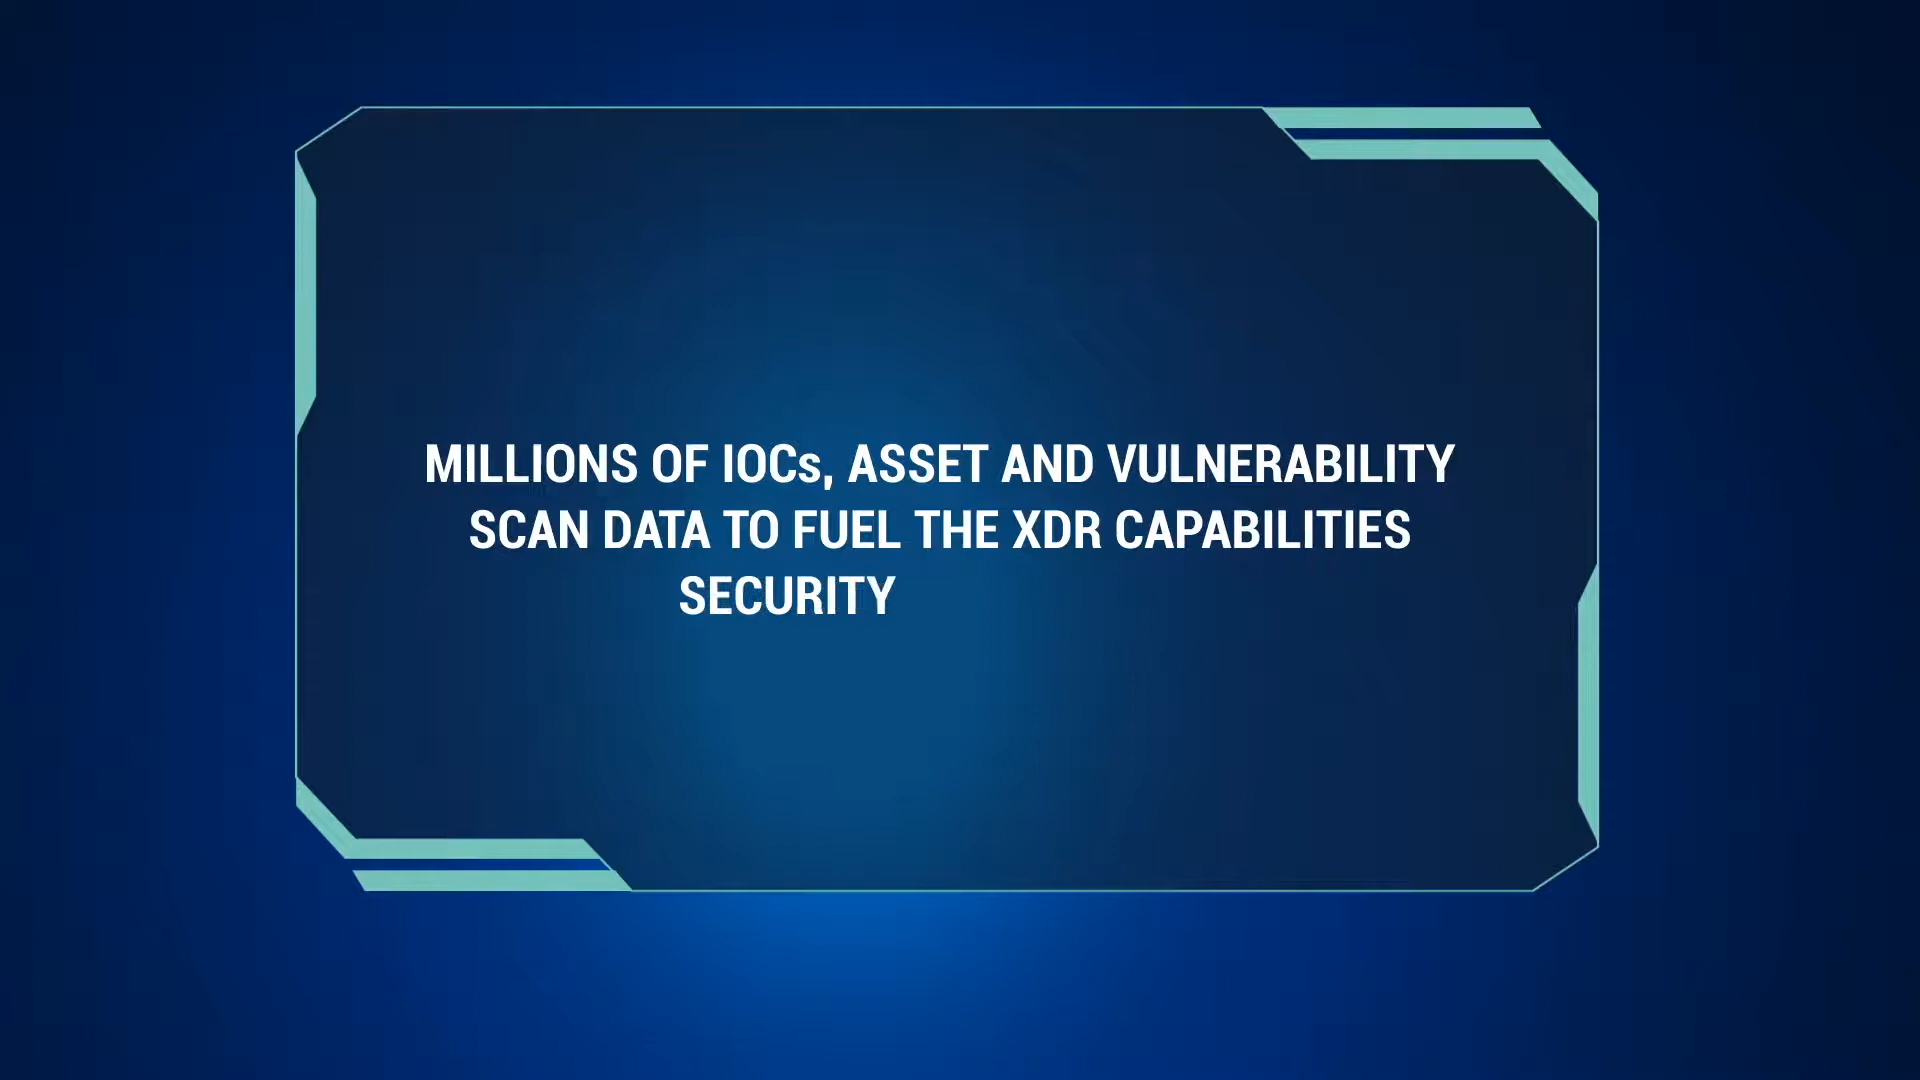 MILLIONS OF IOCs, ASSET AND VULNERABILITY
SCAN DATA TO FUEL THE XDR CAPABILITIES
SECURITY